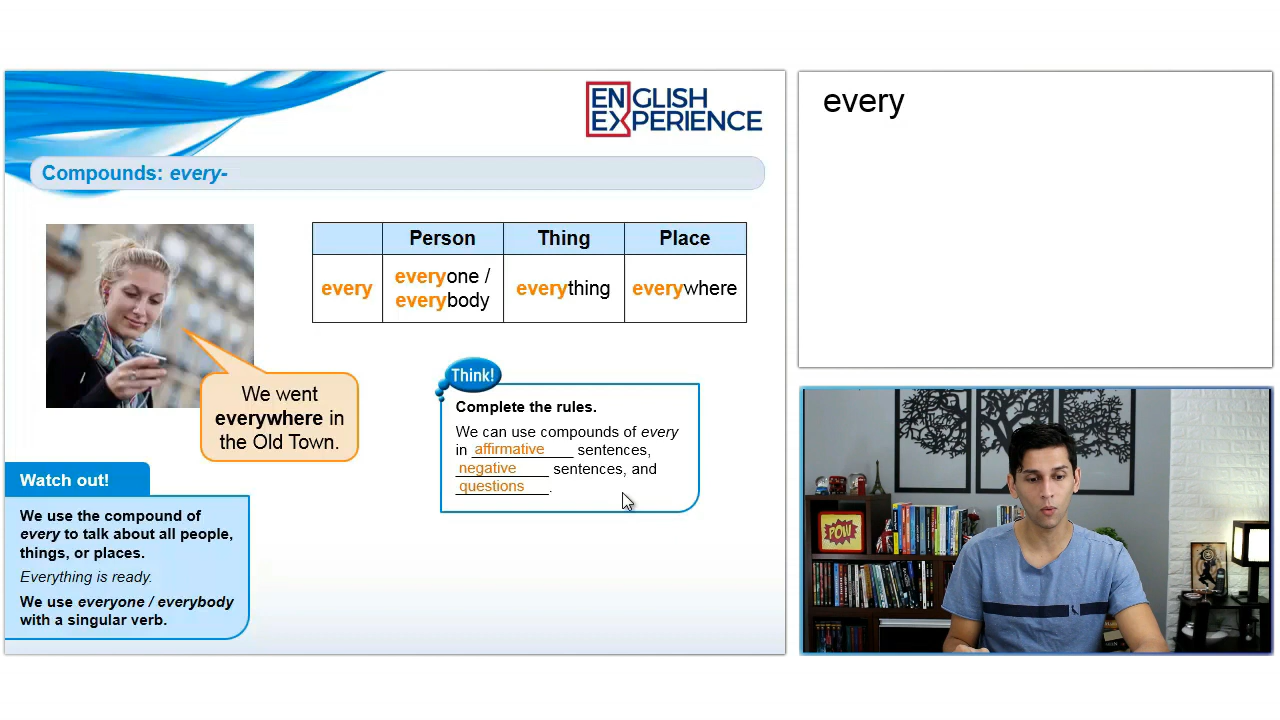 ENGLISH
EXPERIENCE
every
Compounds: every-
Person Thing Place
every everyone / everybody everything everywhere
We went
everywhere in
the Old Town.
Think!
Complete the rules.
We can use compounds of every
in affirmative sentences,
negative sentences, and
questions.
Watch out!
We use the compound of
every to talk about all people,
things, or places.
Everything is ready.
We use everyone / everybody
with a singular verb.
POW